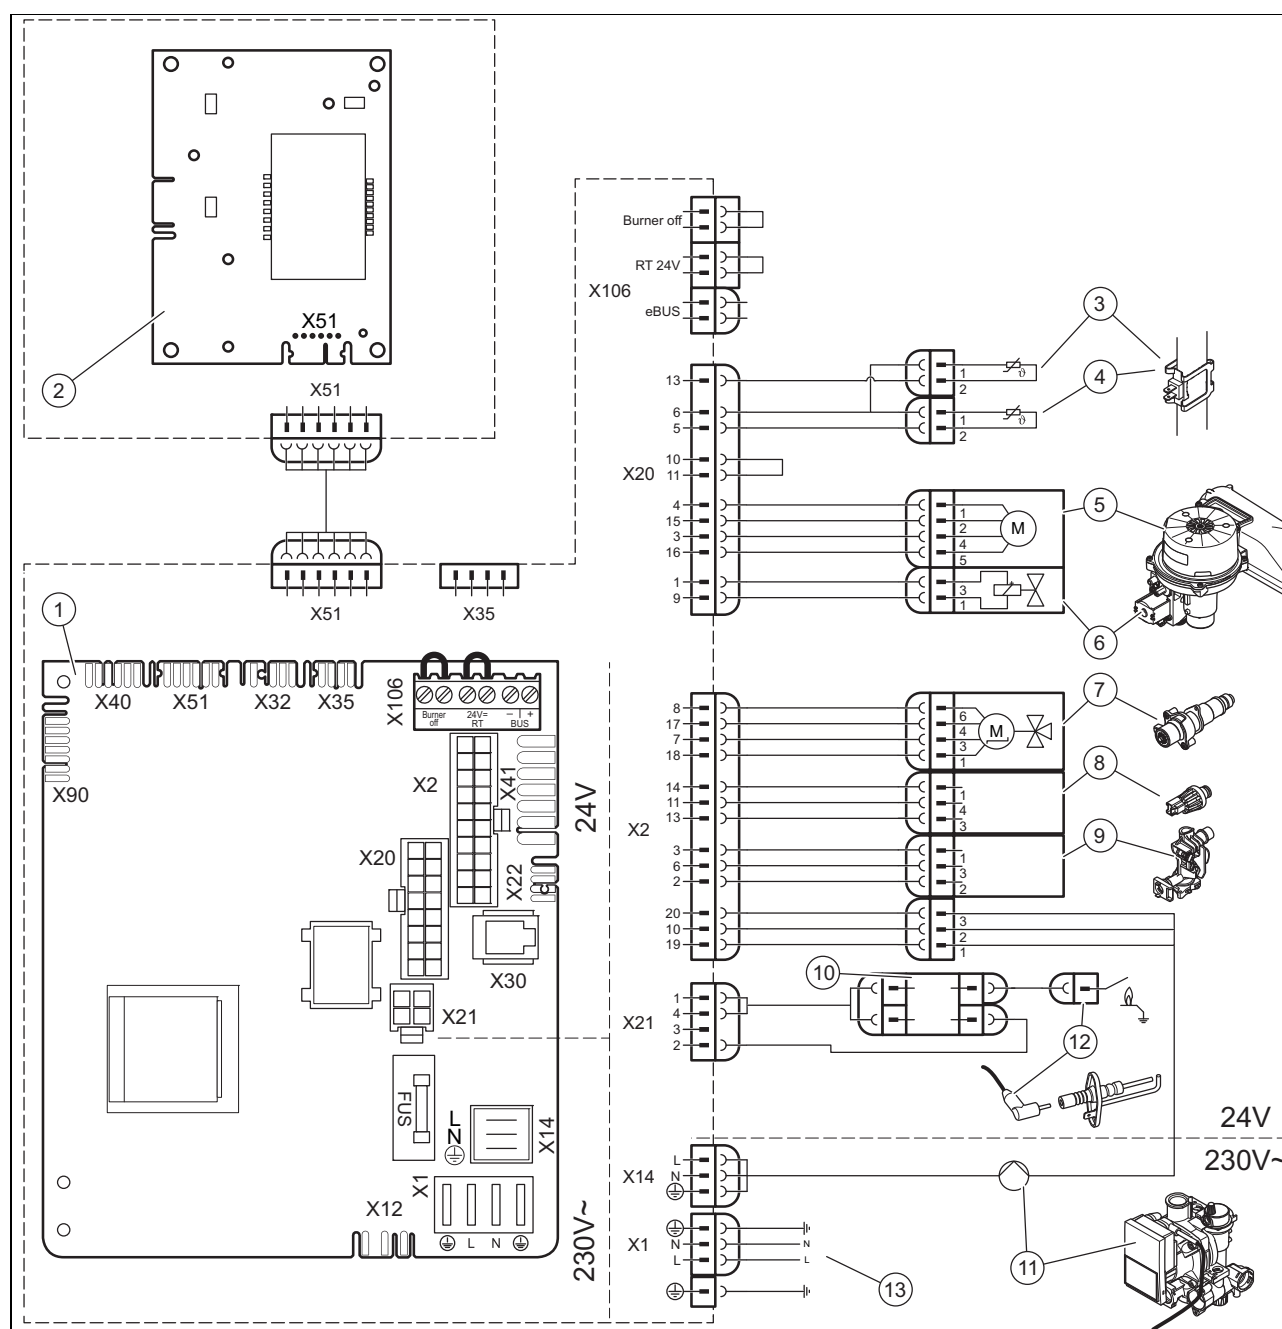 X51
2
X51
X51
X35
1
X40
X51
X32
X35
X106
Burner off
24V= RT
– | +
BUS
X90
X2
X41
24V
X20
X22
X30
X21
FUS
L
N
X14
X1
X12
L N
230V~
Burner off
RT 24V
X106
eBUS
13
6
5
10
X20
11
4
15
3
16
1
9
1
2
1
2
3
4
1
2
4
5
M
5
3
1
6
8
17
7
18
14
11
13
X2
3
6
2
20
10
19
6
4
3
1
M
7
1
4
3
8
1
3
2
9
3
2
1
X21
1
4
3
2
10
12
24V
230V~
X14
L
N
11
X1
N
L
N
L
13